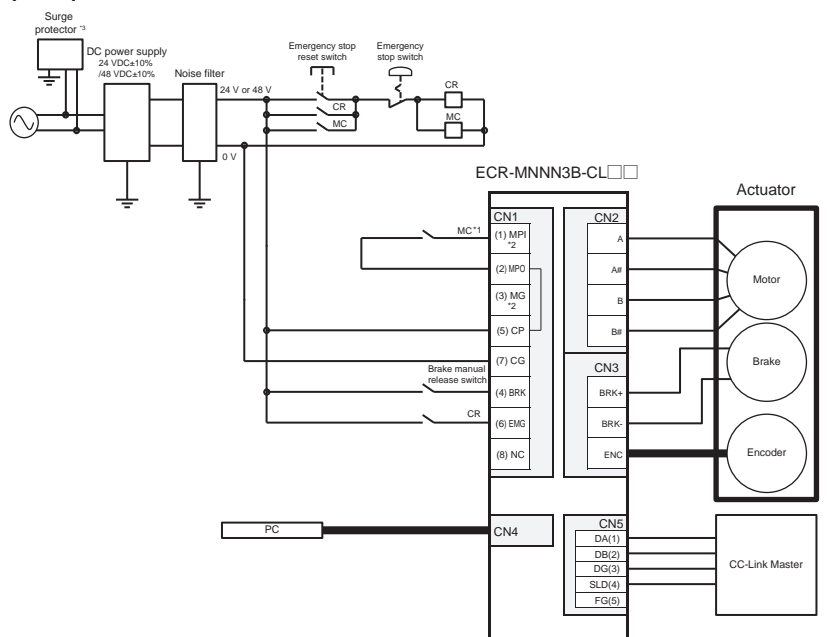 Surge
protector *3
DC power supply
24 VDC±10%
/48 VDC±10%
Noise filter
24 V or 48 V
0 V
Emergency stop
reset switch
Emergency
stop switch
CR
MC
CR
MC
ECR-MNNN3B-CL□□
Actuator
CN1
MC*1
(1) MPI
*2
(2) MPO
(3) MG
*2
(5) CP
(7) CG
Brake manual
release switch
(4) BRK
CR
(6) EMG
(8) NC
CN2
A
A#
B
B#
CN3
BRK+
BRK-
ENC
Motor
Brake
Encoder
PC
CN4
CN5
DA(1)
DB(2)
DG(3)
SLD(4)
FG(5)
CC-Link Master